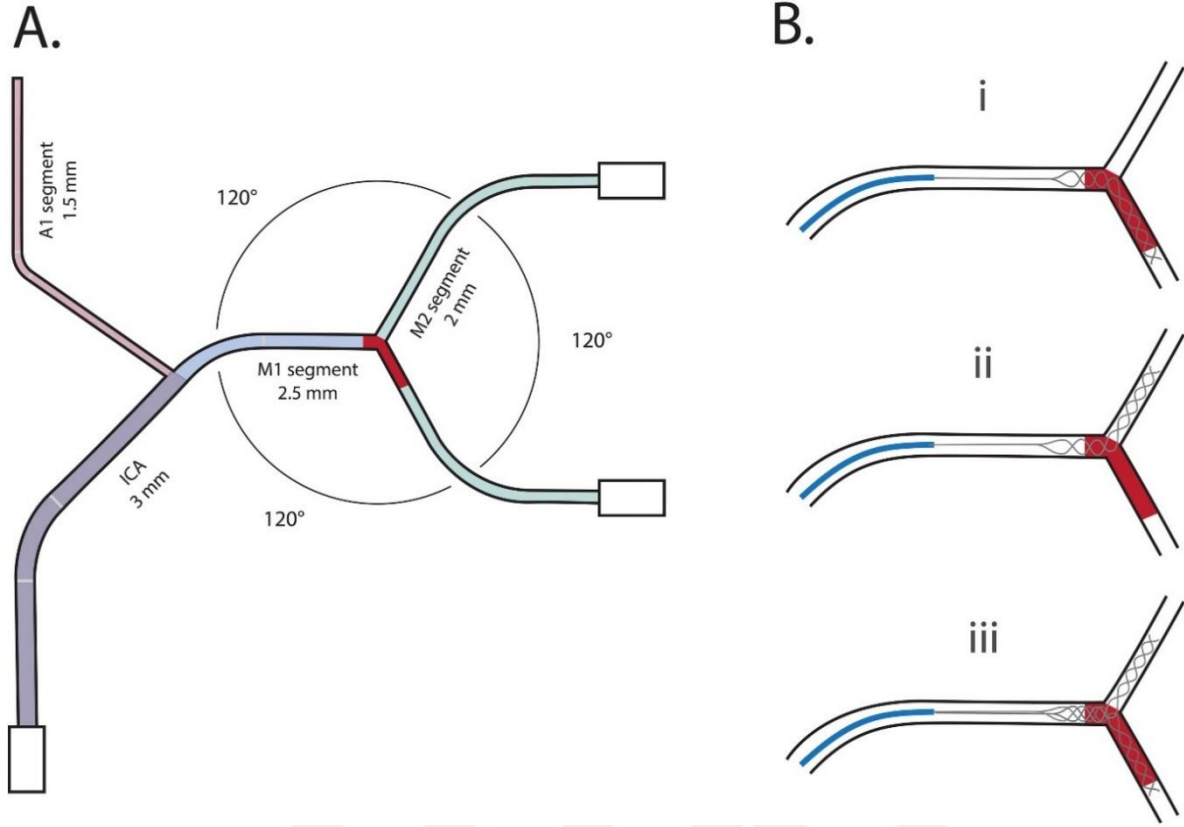 A.
B.
A1 segment
1.5 mm
120°
M2 segment
2 mm
120°
M1 segment
2.5 mm
ICA
3 mm
120°
i
ii
iii